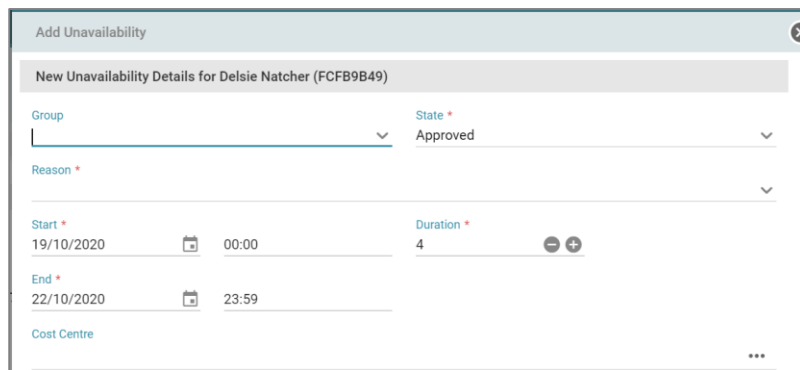 Add Unavailability
New Unavailability Details for Delsie Natcher (FCFB9B49)
Group
State *
Approved
Reason *
Start *
Duration *
19/10/2020 00:00 4
End *
22/10/2020 23:59
Cost Centre